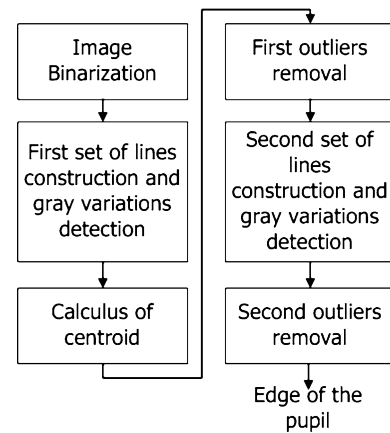 Image
Binarization
First set of lines
construction and
gray variations
detection
Calculus of
centroid
First outliers
removal
Second set of
lines
construction and
gray variations
detection
Second outliers
removal
Edge of the
pupil